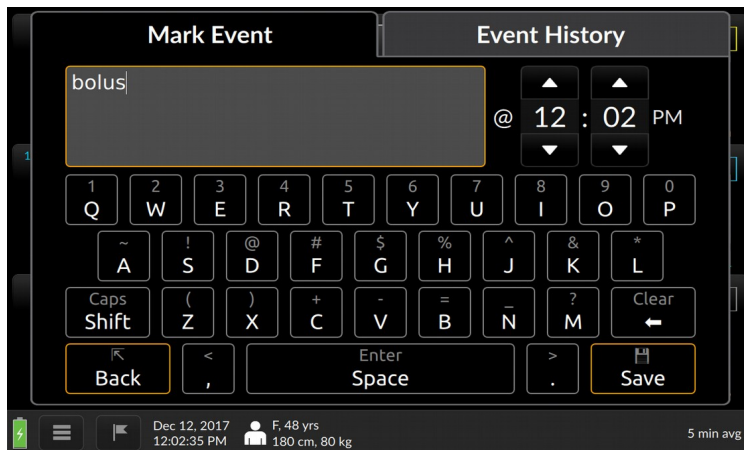 Mark Event
Event History
bolus
@ 12 : 02 PM
1 2 3 4 5 6 7 8 9 0
Q W E R T Y U I O P
~ ! @ # $ % ^ & *
A S D F G H J K L
Caps ( ) + - = _ ? Clear
Shift Z X C V B N M
< Enter >
Back , Space . Save
1
Dec 12, 2017
12:02:35 PM
F, 48 yrs
180 cm, 80 kg
5 min avg